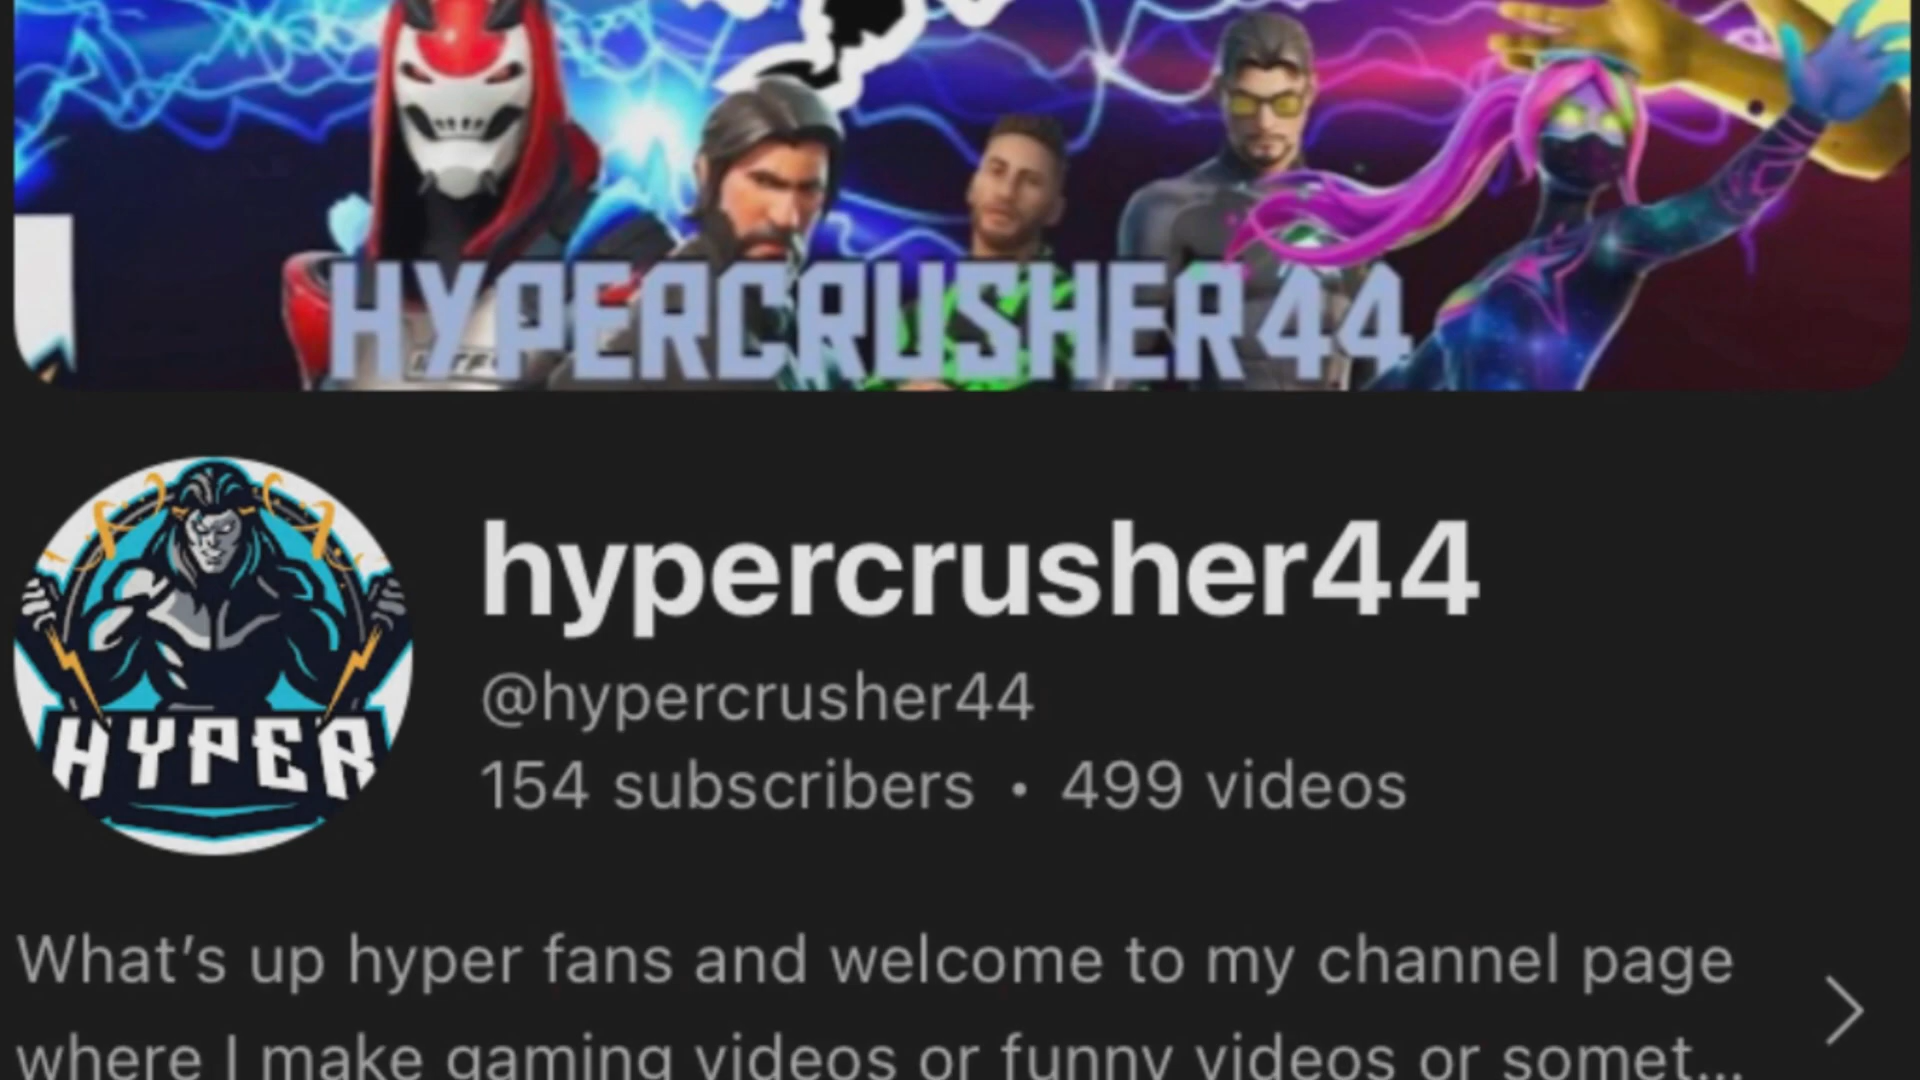 HYPERCRUSHER44
HYPER
hypercrusher44
@hypercrusher44
154 subscribers • 499 videos
What’s up hyper fans and welcome to my channel page
where I make gaming videos or funny videos or somet...